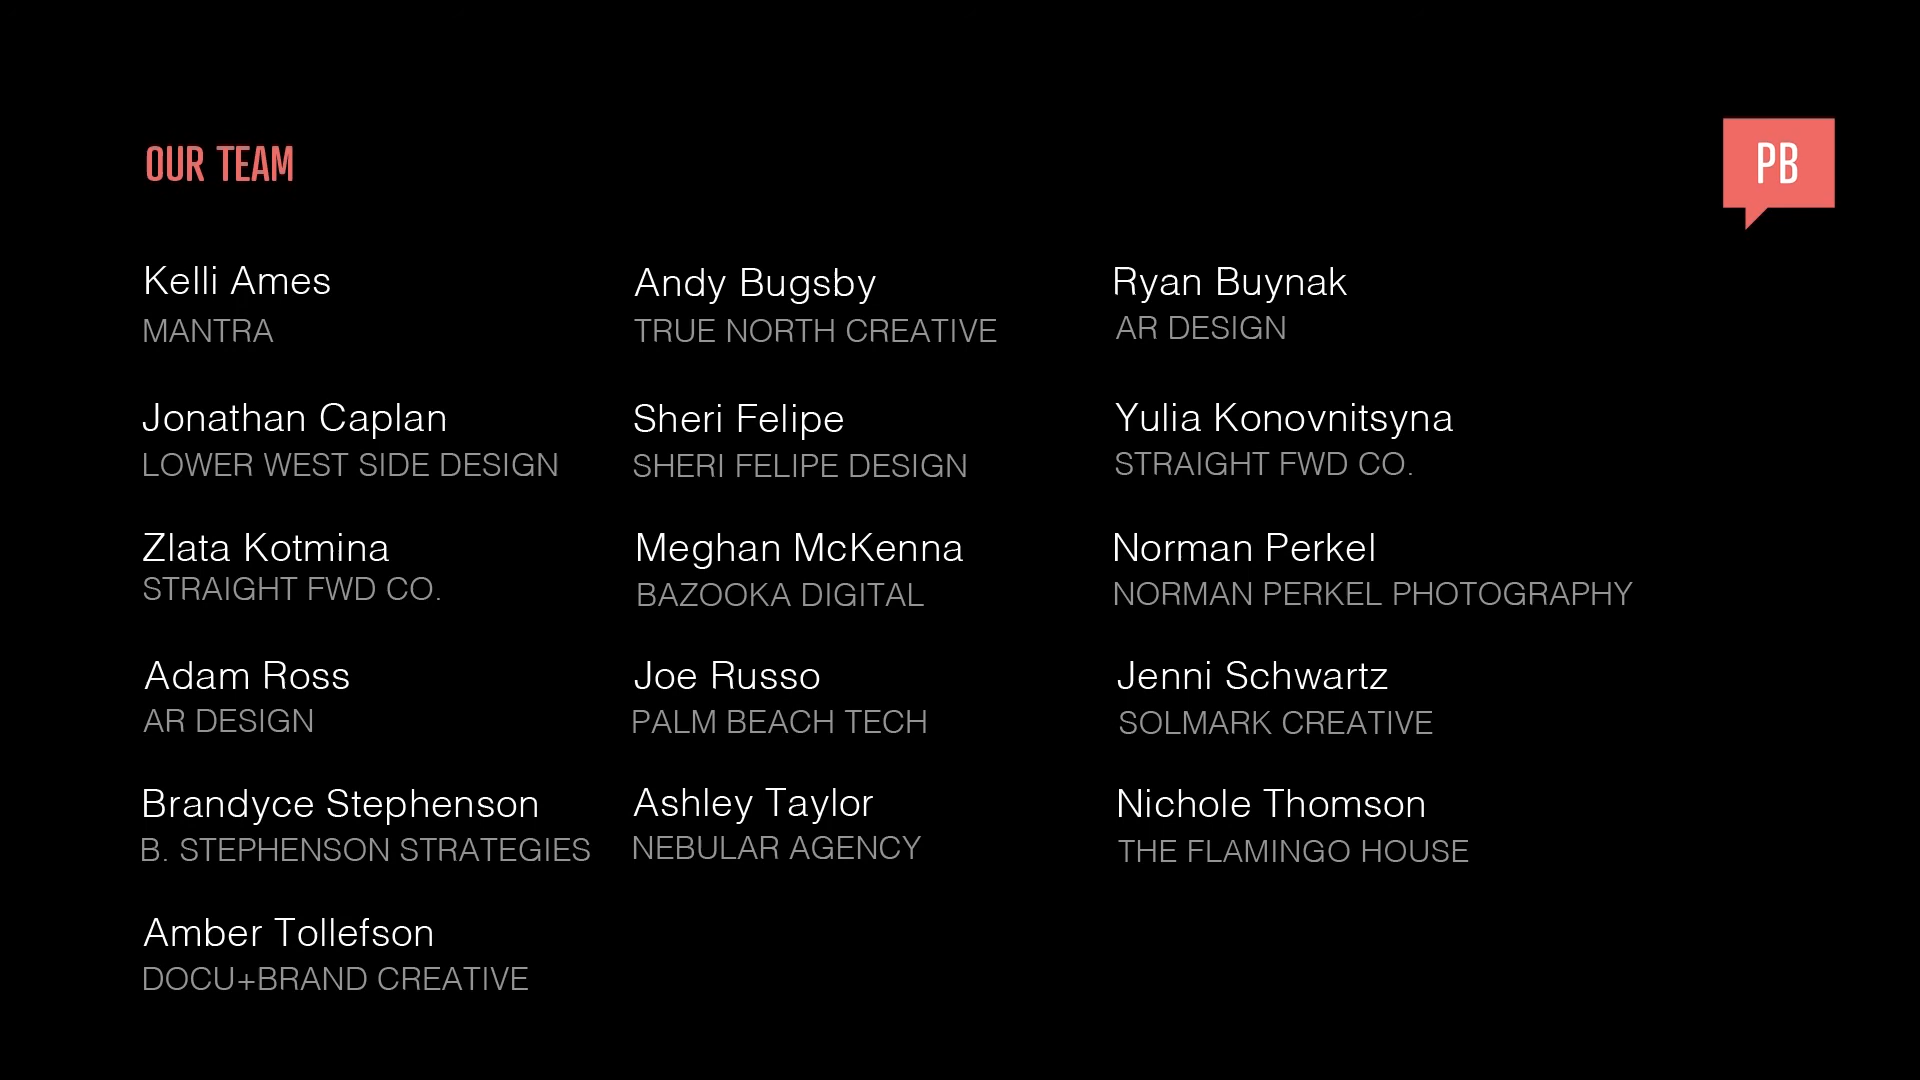 OUR TEAM
PB
Kelli Ames
MANTRA
Andy Bugsby
TRUE NORTH CREATIVE
Ryan Buynak
AR DESIGN
Jonathan Caplan
LOWER WEST SIDE DESIGN
Sheri Felipe
SHERI FELIPE DESIGN
Yulia Konovnitsyna
STRAIGHT FWD CO.
Zlata Kotmina
STRAIGHT FWD CO.
Meghan McKenna
BAZOOKA DIGITAL
Norman Perkel
NORMAN PERKEL PHOTOGRAPHY
Adam Ross
AR DESIGN
Joe Russo
PALM BEACH TECH
Jenni Schwartz
SOLMARK CREATIVE
Brandyce Stephenson
B. STEPHENSON STRATEGIES
Ashley Taylor
NEBULAR AGENCY
Nichole Thomson
THE FLAMINGO HOUSE
Amber Tollefson
DOCU+BRAND CREATIVE